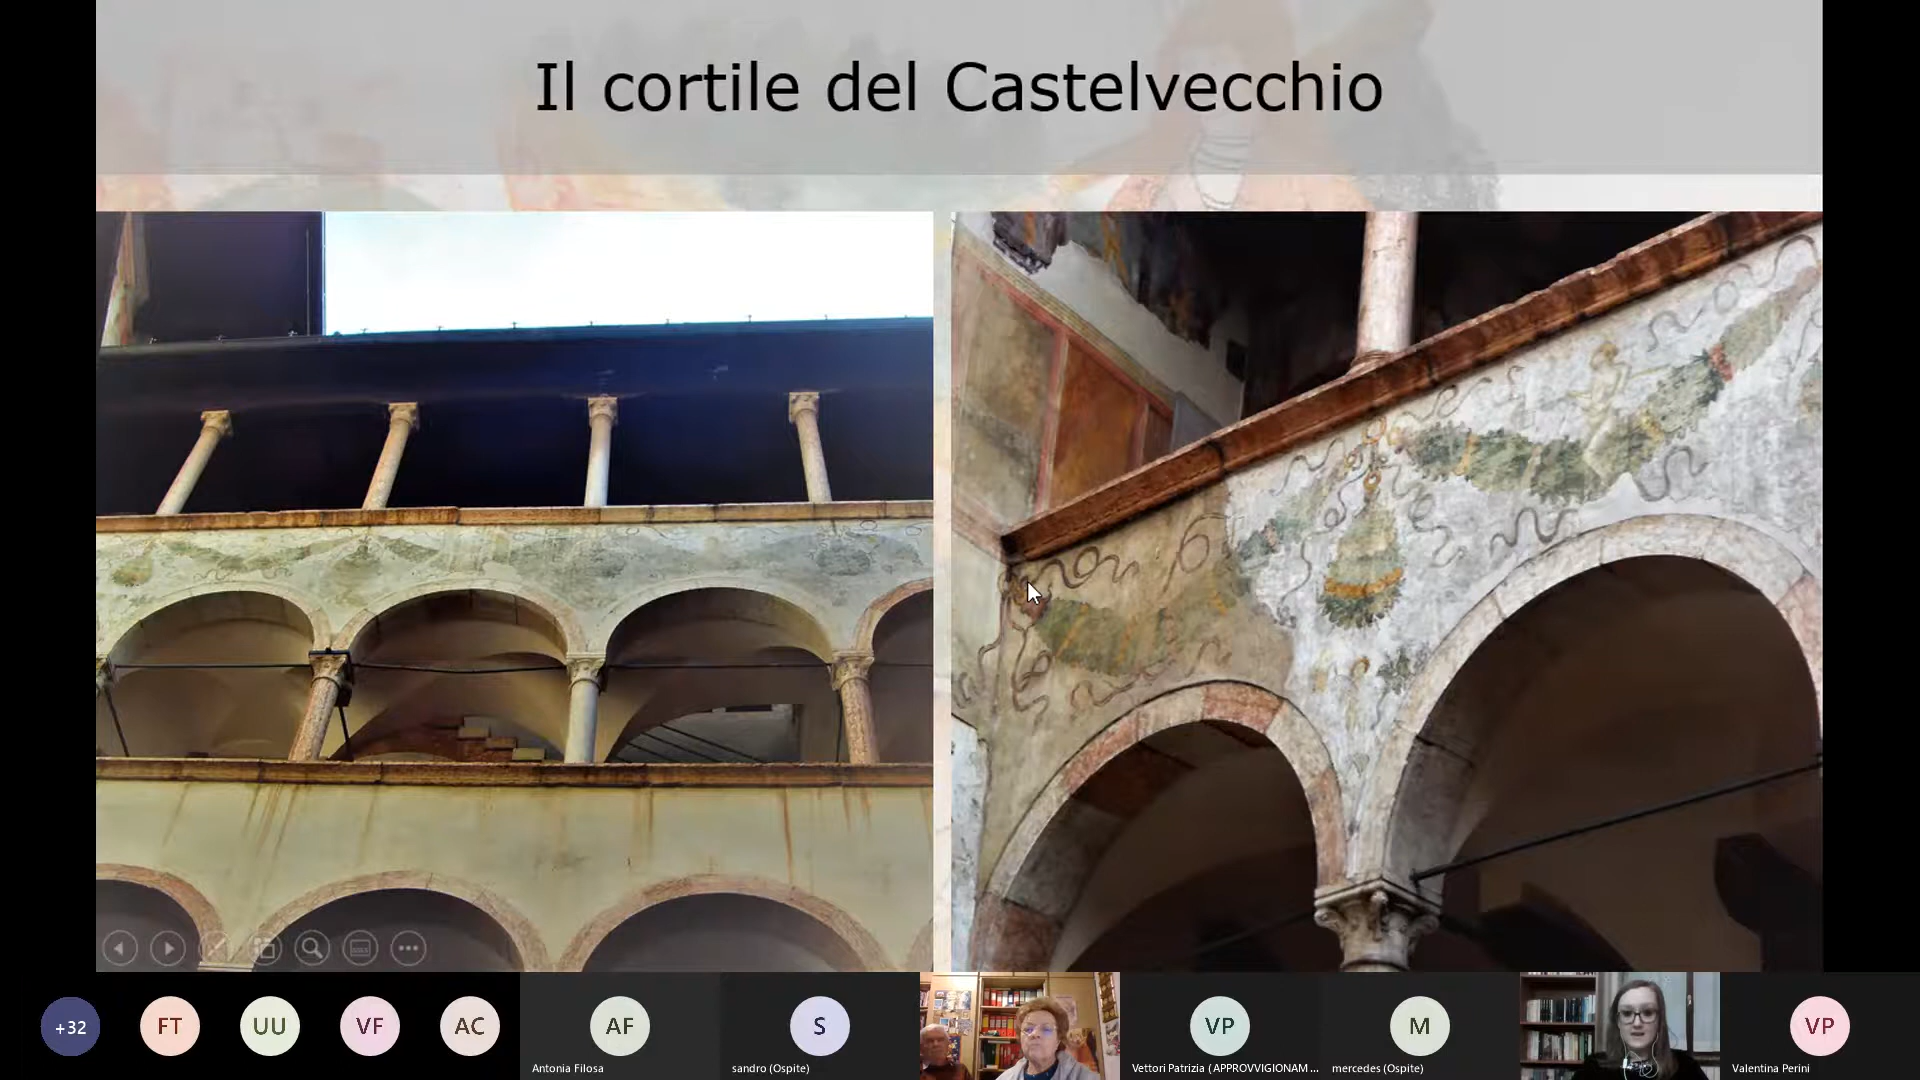 Il cortile del Castelvecchio
+32
FT
UU
VF
AC
AF
S
VP
M
VP
Antonia Filosa
sandro (Ospite)
Vettori Patrizia ( APPROVVIGIONAM ...
mercedes (Ospite)
Valentina Perini